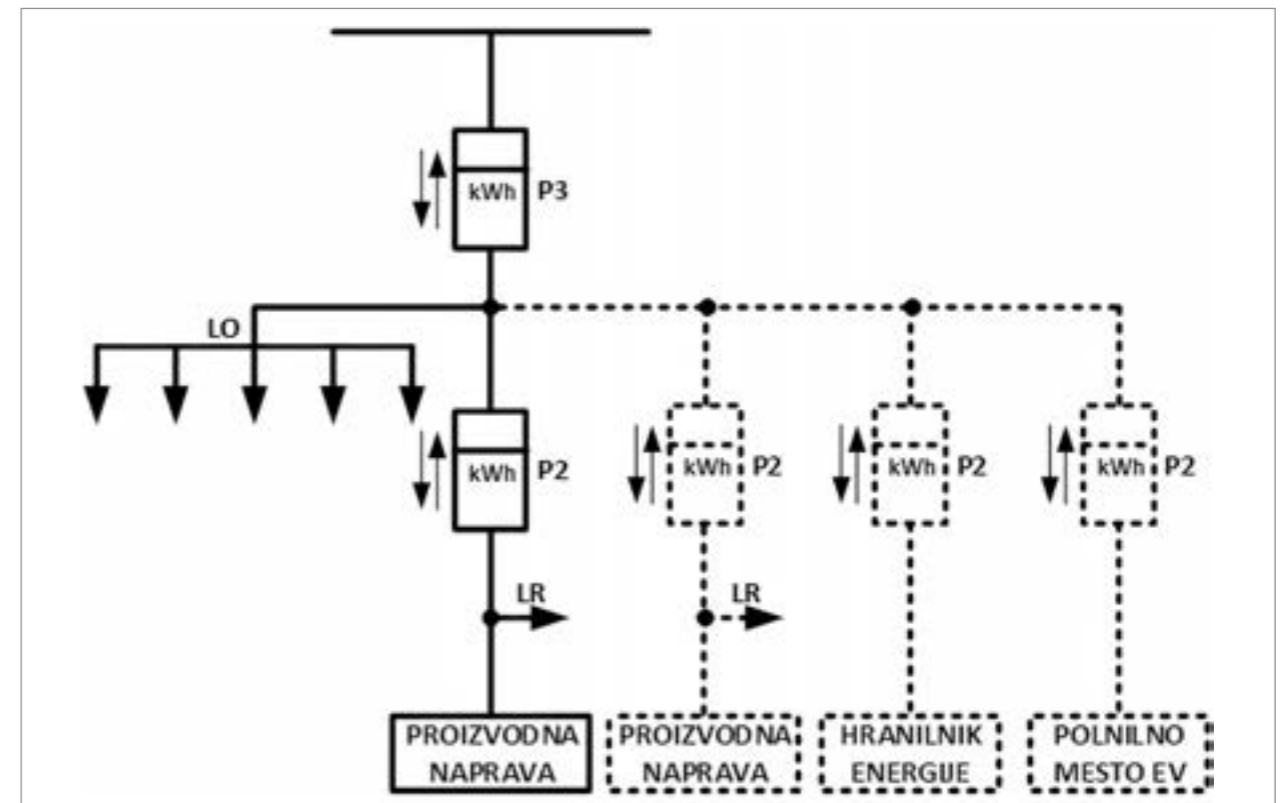 kWh P3
LO
kWh P2
kWh P2
kWh P2
kWh P2
LR
LR
PROIZVODNA
NAPRAVA
PROIZVODNA
NAPRAVA
HRANILNIK
ENERGIJE
POLNILNO
MESTO EV